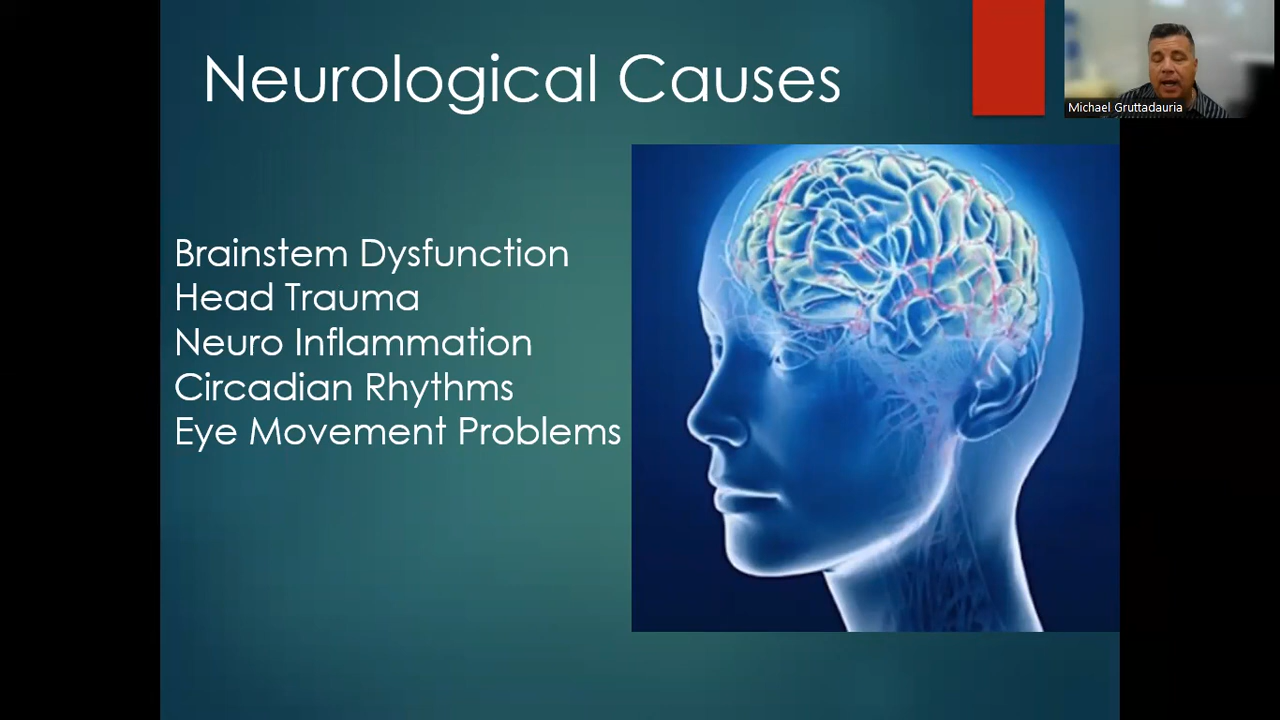 Neurological Causes
Michael Gruttadauria
Brainstem Dysfunction
Head Trauma
Neuro Inflammation
Circadian Rhythms
Eye Movement Problems